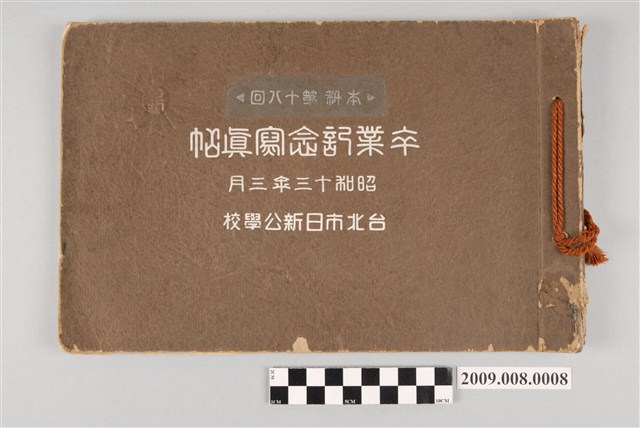 本科第十八回
卒業記念寫眞帖
昭和十三年三月
台北市日新公學校
2009.008.0008